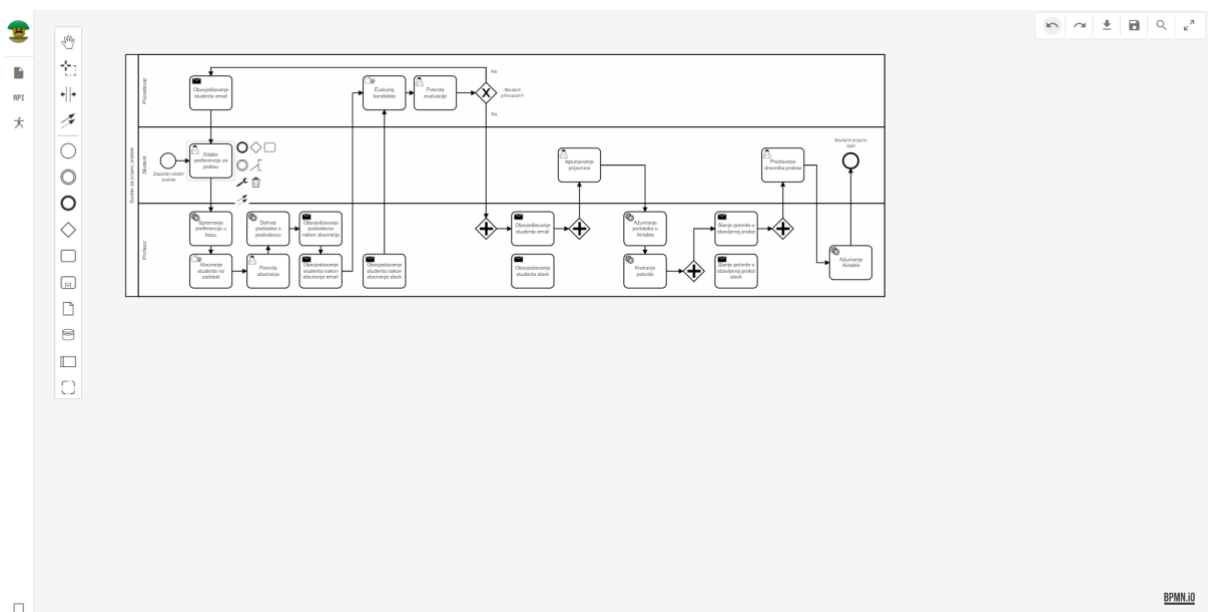 API
Poslodavac
Obavještavanje
studenta email
Evaluiraj
kandidata
Potvrda
evaluacije
Ne
Student
prihvaćen?
Da
Student
Odabir
preferencija za
praksu
Započeo odabir
prakse
Ispunjavanje
prijavnice
Predavanje
dnevnika prakse
Profesor
Spremanje
preferencija u
bazu
Dohvat
podataka o
poslodavcu
Obavještavanje
poslodavca
nakon alociranja
Alociranje
studenta na
zadatak
Potvrda
alociranja
Obavještavanje
studenta nakon
alociranja email
Obavještavanje
studenta nakon
alociranja slack
Obavještavanje
studenta email
Obavještavanje
studenta slack
Ažuriranje
podataka u
Airtable
Kreiranje
potvrde
Slanje potvrde o
obavljenoj praksi
Slanje potvrde o
obavljenoj praksi
slack
Ažuriranje
Airtable
BPMN.iO